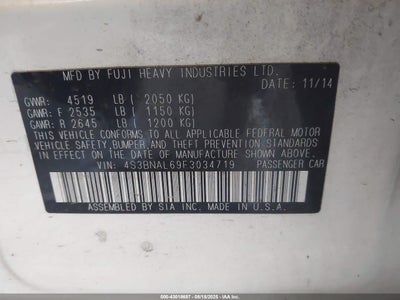 MFD BY FUJI HEAVY INDUSTRIES LTD.
DATE: 11/14
GVWR: 4519 LB ( 2050 KG)
GAWR: F 2535 LB ( 1150 KG)
GAWR: R 2645 LB ( 1200 KG)
THIS VEHICLE CONFORMS TO ALL APPLICABLE FEDERAL MOTOR
VEHICLE SAFETY, BUMPER, AND THEFT PREVENTION STANDARDS
IN EFFECT ON THE DATE OF MANUFACTURE SHOWN ABOVE.
VIN: 4S3BNAL69F3034719 PASSENGER CAR
ASSEMBLED BY SIA INC. MADE IN U.S.A.